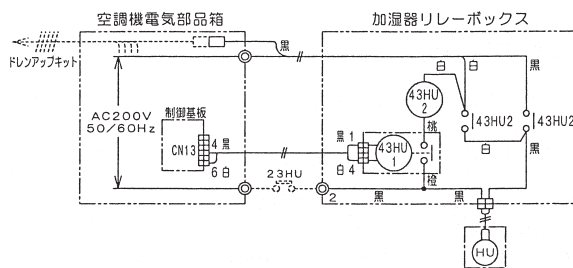 空調機電気部品箱
加湿器リレーボックス
ドレンアップキット
黒
白
白
黒
AC200V
50/60Hz
制御基板
CN13
4 黒
6 白
43HU
2
43HU2
43HU2
桃
黒 1
白 4
43HU
1
白
黒
橙
23HU
2
黒
黒
HU